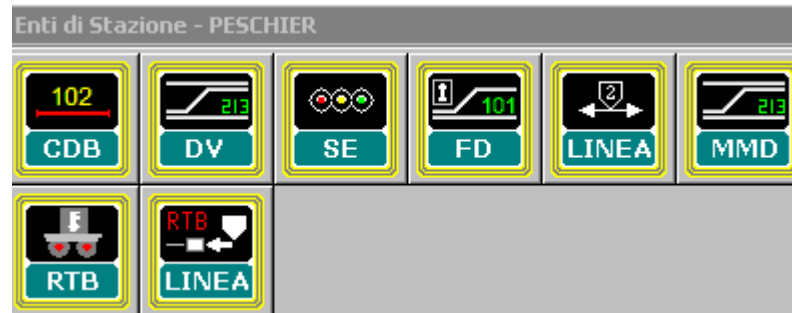 Enti di Stazione - PESCHIER
102
CDB
213
DV
SE
101
FD
2
LINEA
213
MMD
RTB
RTB
LINEA